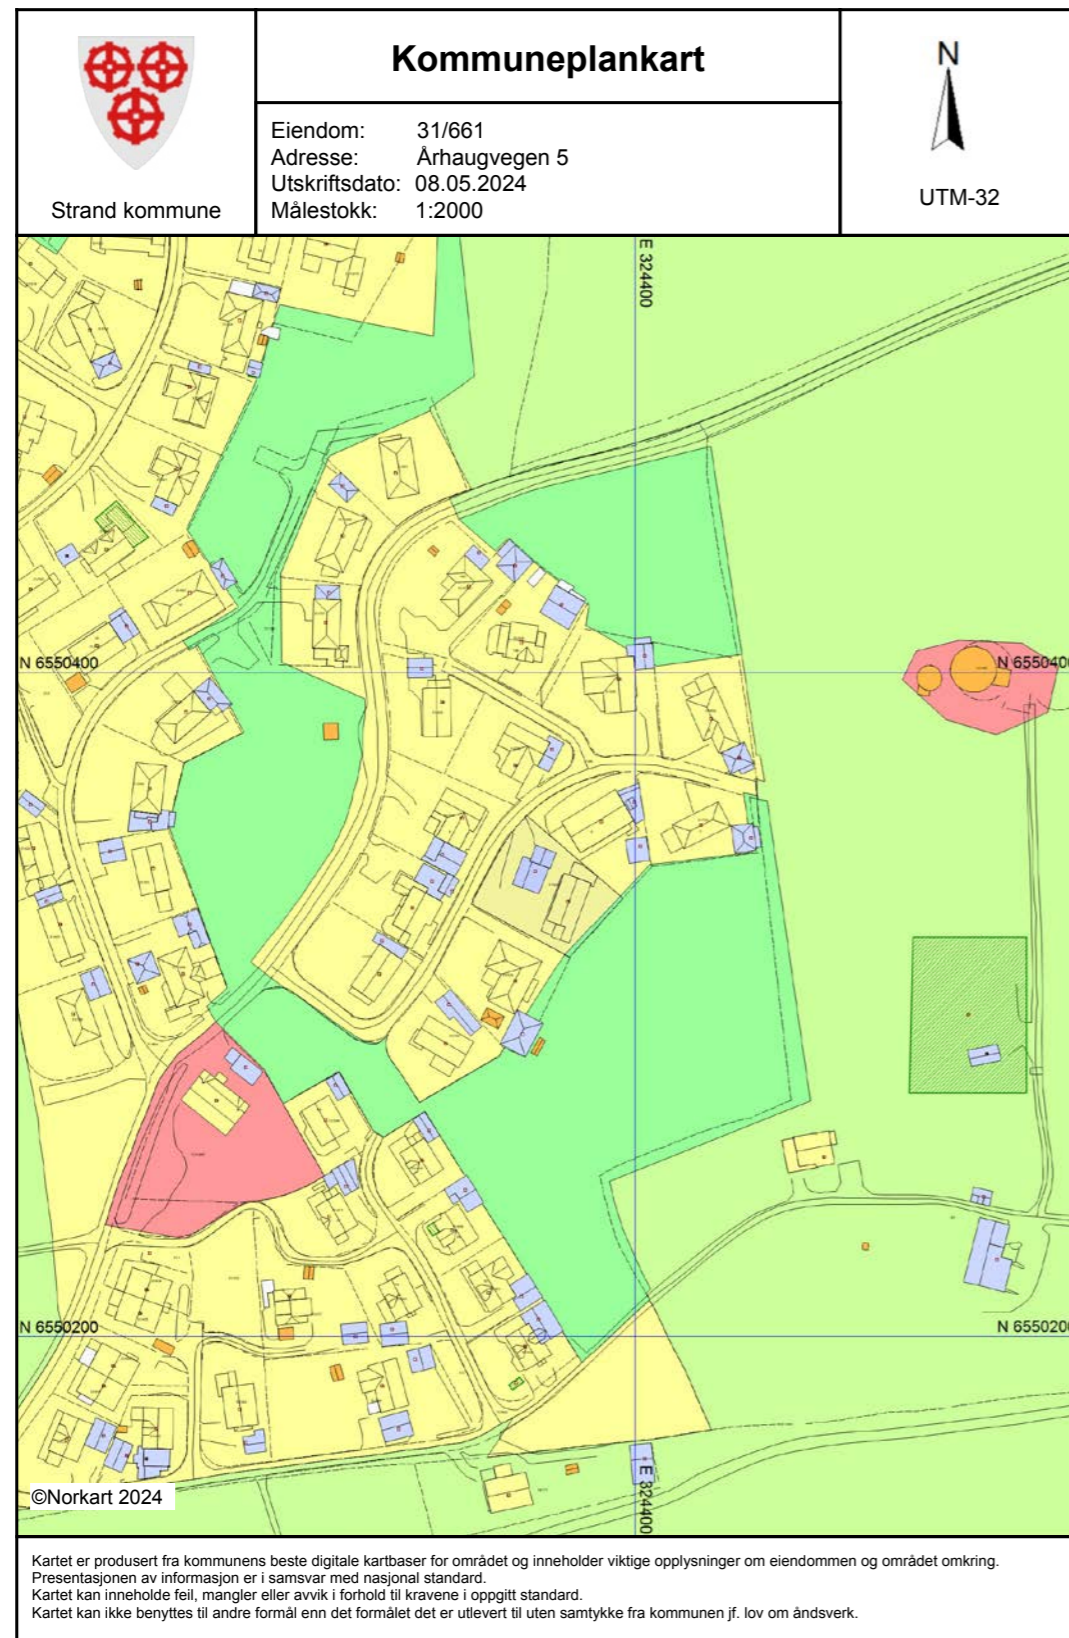 Strand kommune
Kommuneplankart
Eiendom: 31/661
Adresse: Århaugvegen 5
Utskriftsdato: 08.05.2024
Målestokk: 1:2000
N
UTM-32
E 324400
N 6550400
N 6550400
N 6550200
N 6550200
E 324400
©Norkart 2024
Kartet er produsert fra kommunens beste digitale kartbaser for området og inneholder viktige opplysninger om eiendommen og området omkring.
Presentasjonen av informasjon er i samsvar med nasjonal standard.
Kartet kan inneholde feil, mangler eller avvik i forhold til kravene i oppgitt standard.
Kartet kan ikke benyttes til andre formål enn det formålet det er utlevert til uten samtykke fra kommunen jf. lov om åndsverk.